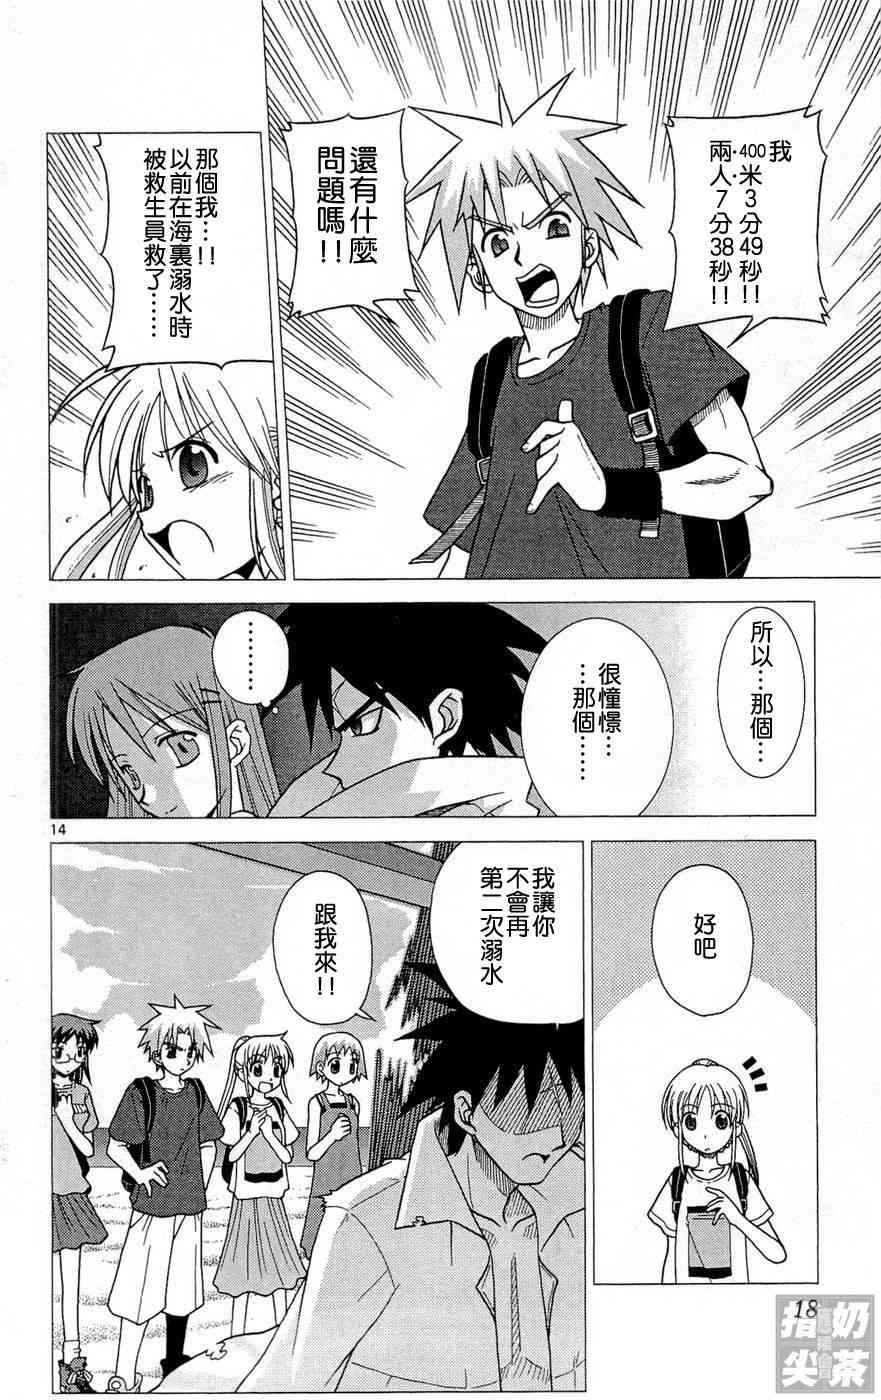 我
400米3分49秒!!
兩人7分38秒!!
還有什麼
問題嗎!!
那個我…!!
以前在海裏溺水時
被救生員救了……
所以…那個…
很憧憬…
…那個……
………
14
好吧
我讓你
不會再
第二次溺水
跟我來!!
18
奶茶
指尖